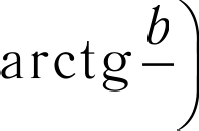 arctg b/ )